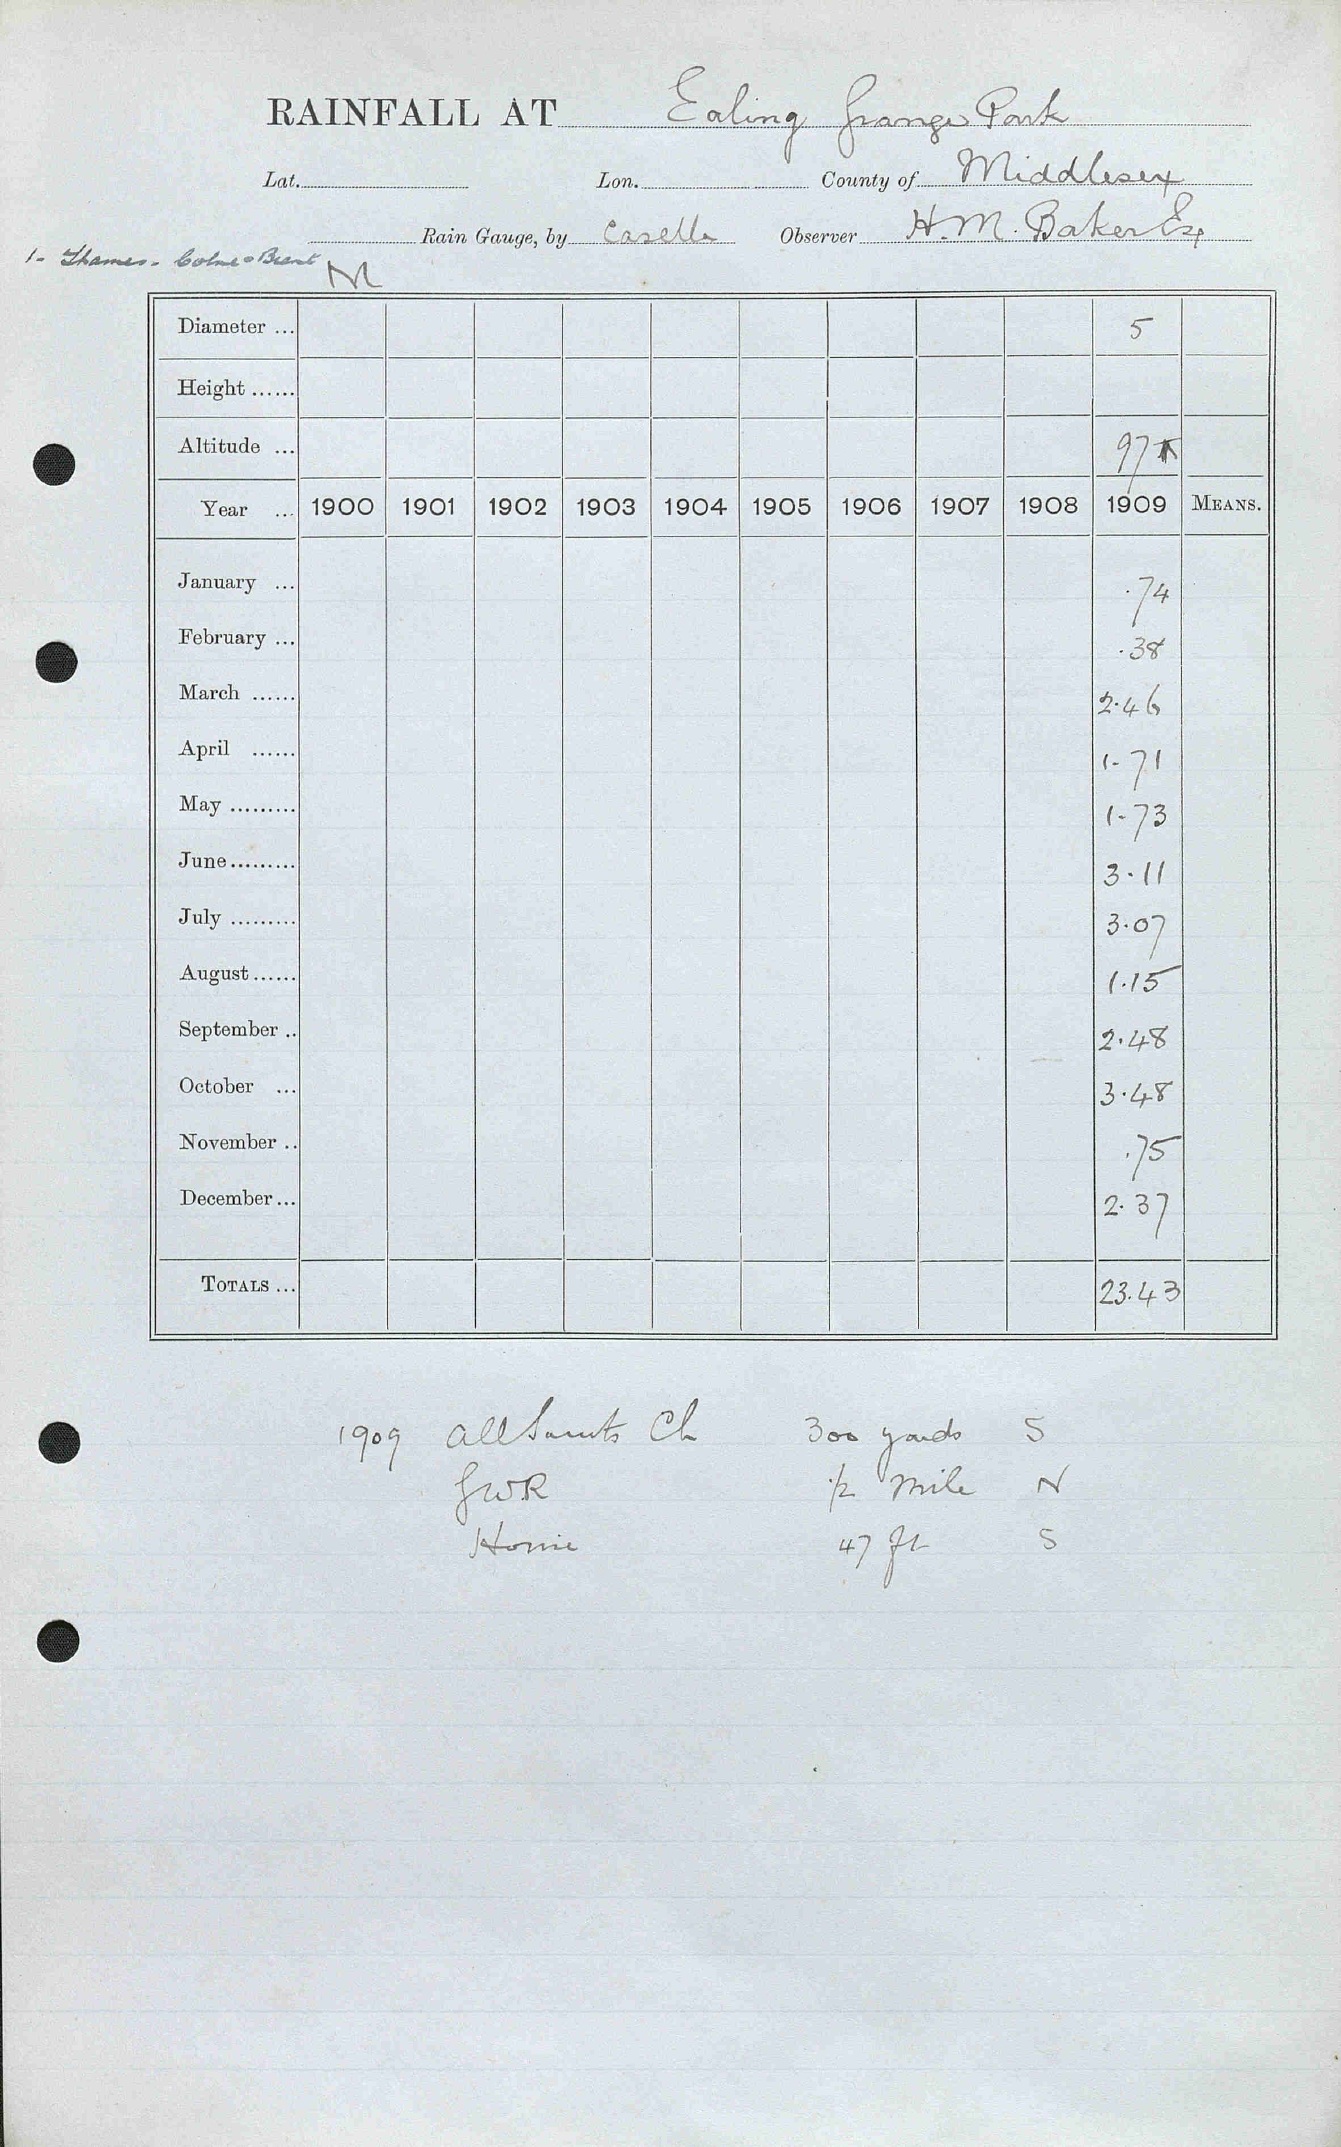 RAINFALL AT Ealing Grange Park
Lat. Lon. County of Middlesex
Rain Gauge, by Casella Observer H. M. Baker Esq
1- Thames - Colne & Brent M
Diameter ... 5
Height ......
Altitude ... 97
Year ... 1900 1901 1902 1903 1904 1905 1906 1907 1908 1909 MEANS.
January ... .74
February ... .38
March ...... 2.46
April ...... 1.71
May ......... 1.73
June ......... 3.11
July ......... 3.07
August ...... 1.15
September .. 2.48
October ... 3.48
November .. .75
December ... 2.37
TOTALS ... 23.43
1909 All Saints Ch 300 yards S
GWR 1/2 Mile N
47 ft S